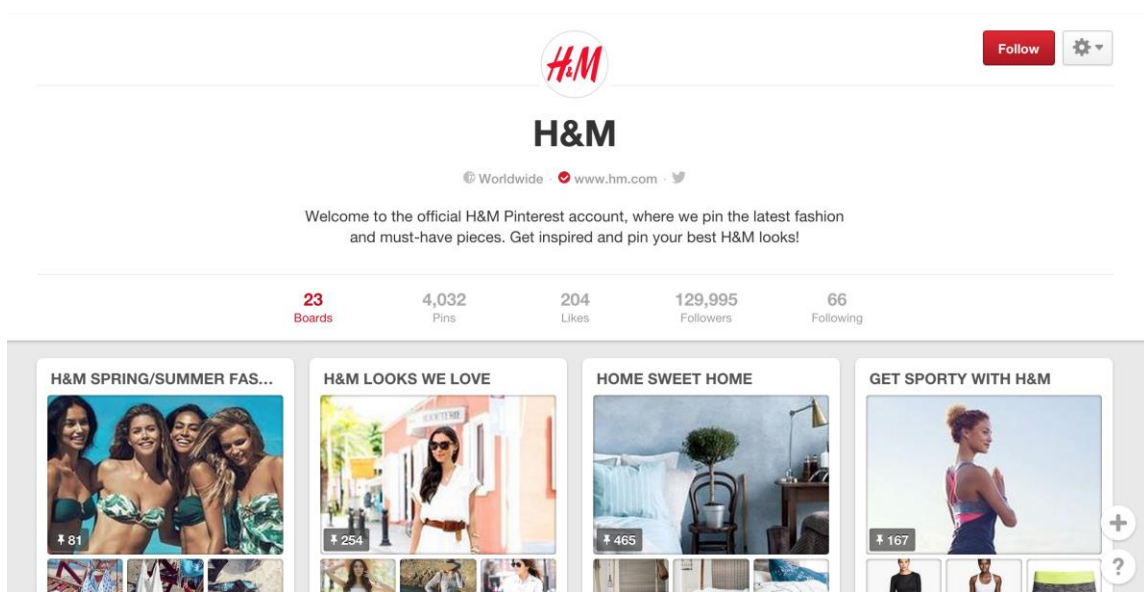 H&M
Follow
H&M
Worldwide · www.hm.com ·
Welcome to the official H&M Pinterest account, where we pin the latest fashion
and must-have pieces. Get inspired and pin your best H&M looks!
23 4,032 204 129,995 66
Boards Pins Likes Followers Following
H&M SPRING/SUMMER FAS... H&M LOOKS WE LOVE HOME SWEET HOME GET SPORTY WITH H&M
81 254 465 167
+
?